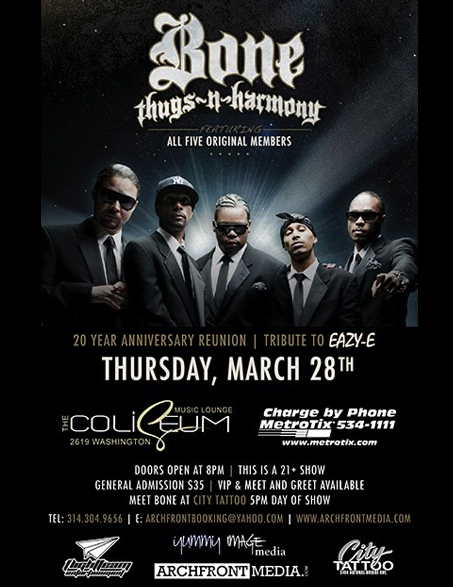 Bone
thugs~n~harmony
FEATURING
ALL FIVE ORIGINAL MEMBERS
20 YEAR ANNIVERSARY REUNION | TRIBUTE TO EAZY-E
THURSDAY, MARCH 28TH
THE COLISEUM
MUSIC LOUNGE
2619 WASHINGTON
Charge by Phone
MetroTix 534-1111
www.metrotix.com
DOORS OPEN AT 8PM | THIS IS A 21+ SHOW
GENERAL ADMISSION $35 | VIP & MEET AND GREET AVAILABLE
MEET BONE AT CITY TATTOO 5PM DAY OF SHOW
TEL: 314.304.9656 | E: ARCHFRONTBOOKING@YAHOO.COM | WWW.ARCHFRONTMEDIA.COM
yummy IMAGE
media
ARCHFRONT MEDIA.COM
City
TATTOO